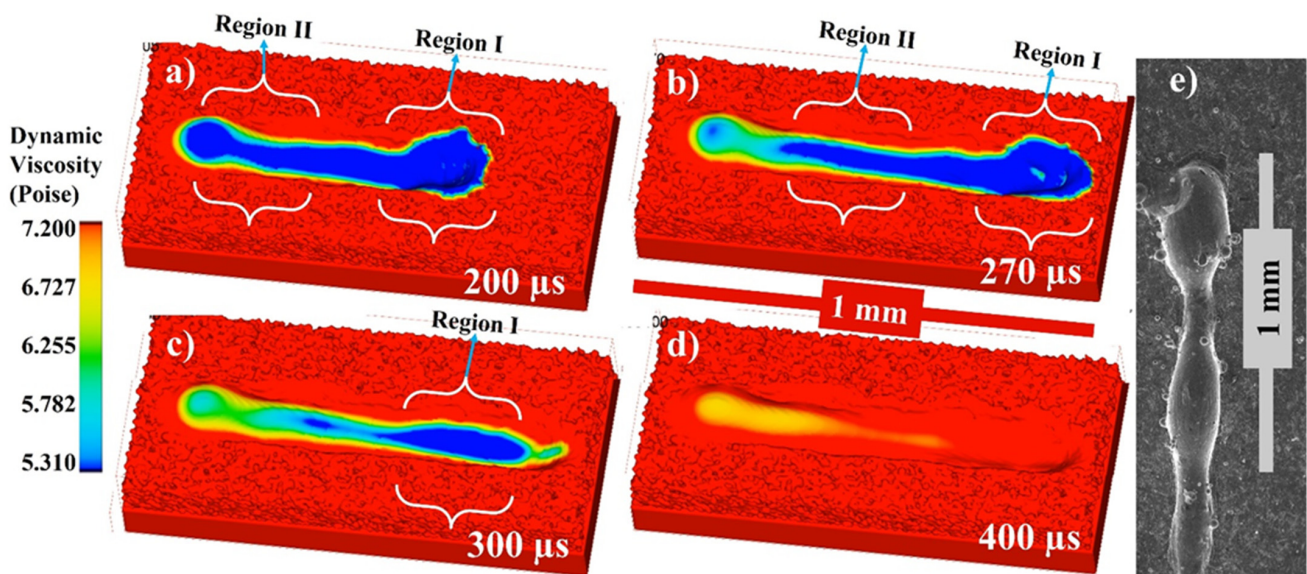 Region II
Region I
a)
200 μs
Region II
Region I
b)
270 μs
e)
1 mm
Dynamic
Viscosity
(Poise)
7.200
6.727
6.255
5.782
5.310
1 mm
Region I
c)
300 μs
d)
400 μs